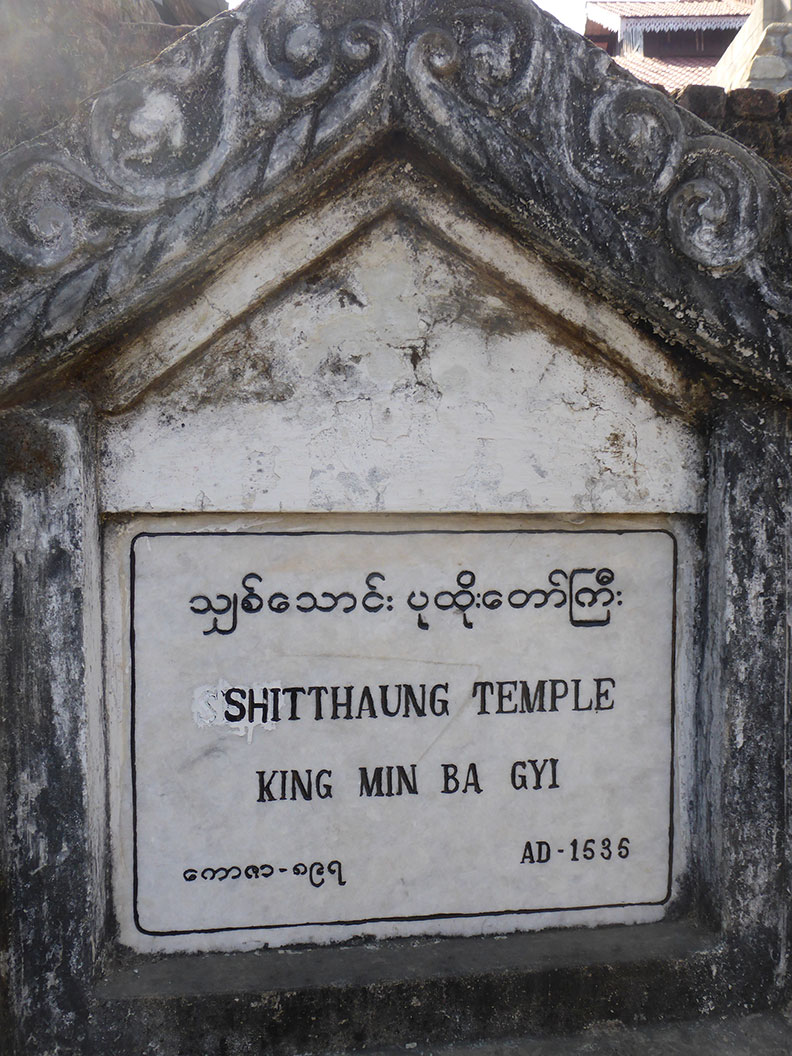 သျှစ်သောင်း ပုထိုးတော်ကြီး
SHITTHAUNG TEMPLE
KING MIN BA GYI
ကောဇာ-၈၉၇ AD-1535